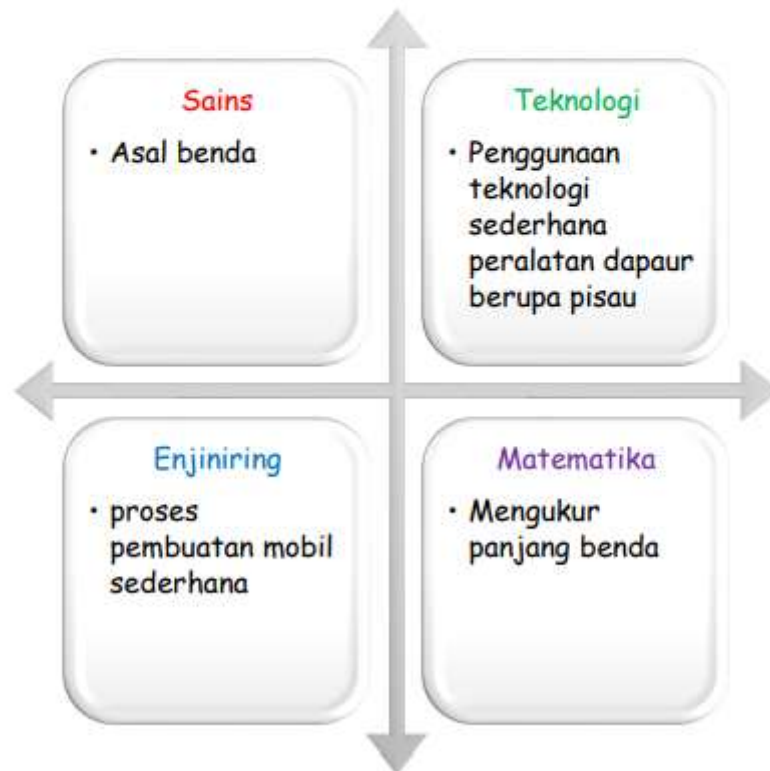 Sains
• Asal benda
Teknologi
• Penggunaan
teknologi
sederhana
peralatan dapaur
berupa pisau
Enjiniring
• proses
pembuatan mobil
sederhana
Matematika
• Mengukur
panjang benda